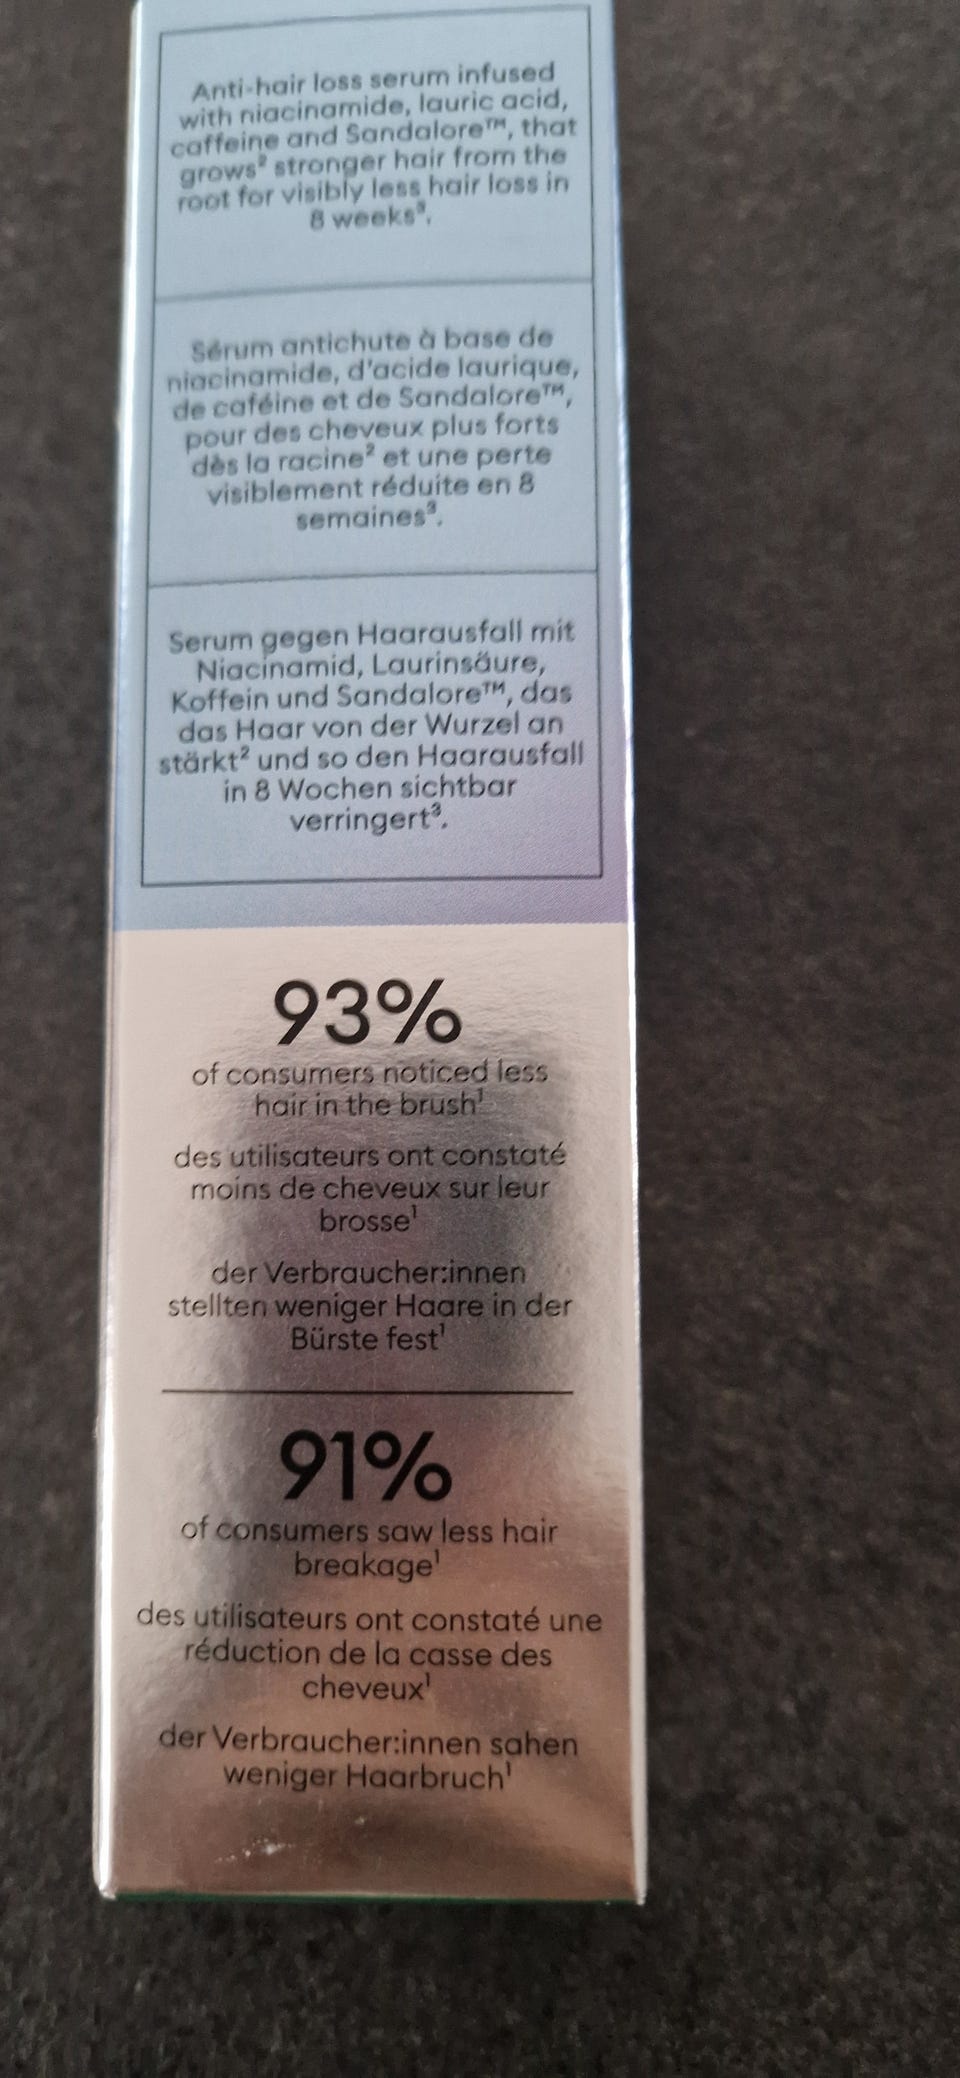 Anti-hair loss serum infused
with niacinamide, lauric acid,
caffeine and Sandalore™, that
grows² stronger hair from the
root for visibly less hair loss in
8 weeks³.
Sérum antichute à base de
niacinamide, d'acide laurique,
de caféine et de Sandalore™,
pour des cheveux plus forts
dès la racine² et une perte
visiblement réduite en 8
semaines³.
Serum gegen Haarausfall mit
Niacinamid, Laurinsäure,
Koffein und Sandalore™, das
das Haar von der Wurzel an
stärkt² und so den Haarausfall
in 8 Wochen sichtbar
verringert³.
93%
of consumers noticed less
hair in the brush¹
des utilisateurs ont constaté
moins de cheveux sur leur
brosse¹
der Verbraucher:innen
stellten weniger Haare in der
Bürste fest¹
91%
of consumers saw less hair
breakage¹
des utilisateurs ont constaté une
réduction de la casse des
cheveux¹
der Verbraucher:innen sahen
weniger Haarbruch¹